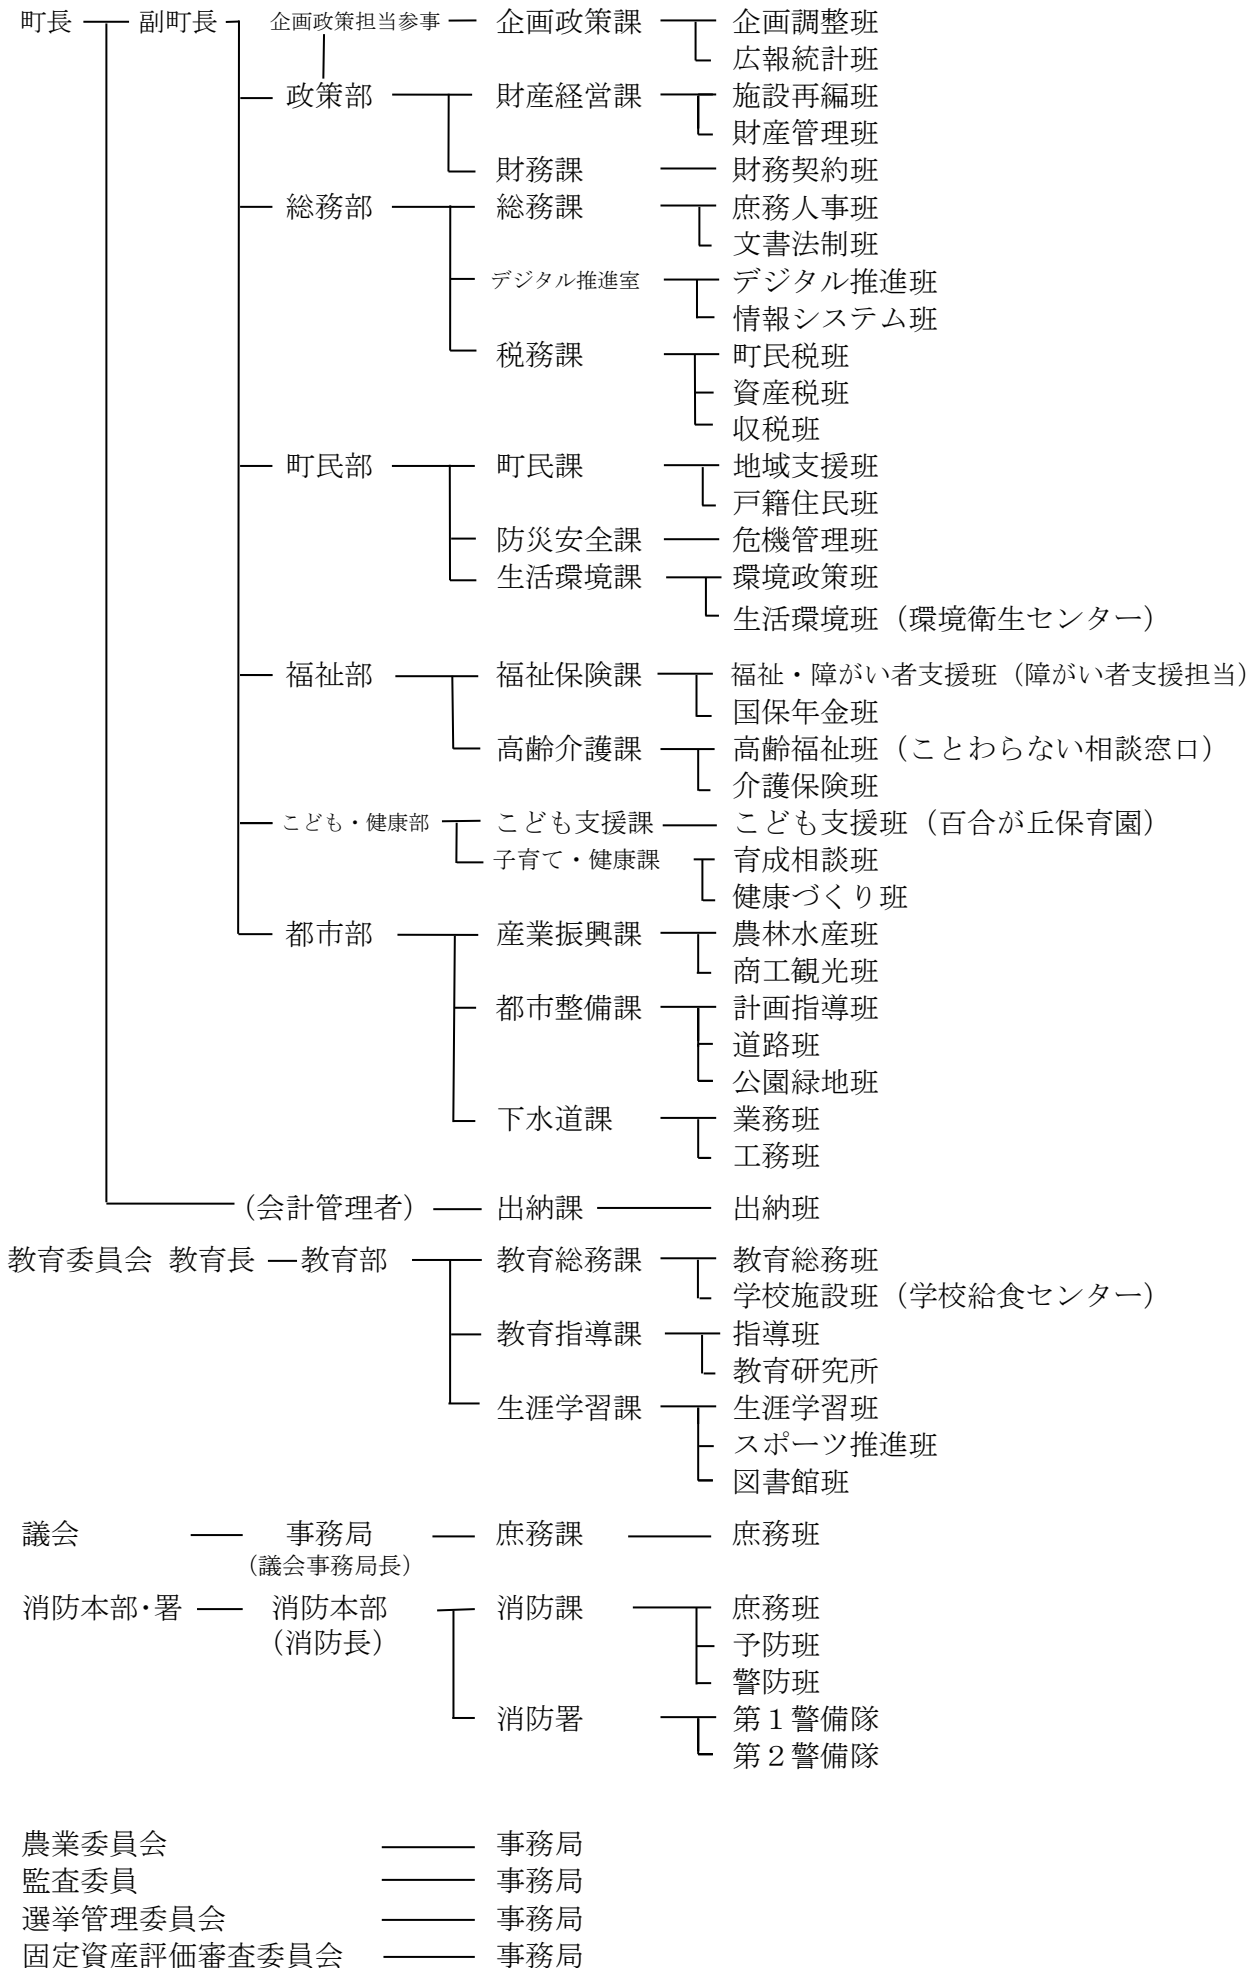 町長 副町長 企画政策担当参事 企画政策課 企画調整班
広報統計班
政策部 財産経営課 施設再編班
財産管理班
財務課 財務契約班
総務部 総務課 庶務人事班
文書法制班
デジタル推進室 デジタル推進班
情報システム班
税務課 町民税班
資産税班
収税班
町民部 町民課 地域支援班
戸籍住民班
防災安全課 危機管理班
生活環境課 環境政策班
生活環境班（環境衛生センター）
福祉部 福祉保険課 福祉・障がい者支援班（障がい者支援担当）
国保年金班
高齢介護課 高齢福祉班（ことわらない相談窓口）
介護保険班
こども・健康部 こども支援課 こども支援班（百合が丘保育園）
子育て・健康課 育成相談班
健康づくり班
都市部 産業振興課 農林水産班
商工観光班
都市整備課 計画指導班
道路班
公園緑地班
下水道課 業務班
工務班
（会計管理者） 出納課 出納班
教育委員会 教育長 教育部 教育総務課 教育総務班
学校施設班（学校給食センター）
教育指導課 指導班
教育研究所
生涯学習課 生涯学習班
スポーツ推進班
図書館班
議会 事務局 庶務課 庶務班
（議会事務局長）
消防本部・署 消防本部 消防課 庶務班
（消防長） 予防班
警防班
消防署 第１警備隊
第２警備隊
農業委員会 事務局
監査委員 事務局
選挙管理委員会 事務局
固定資産評価審査委員会 事務局